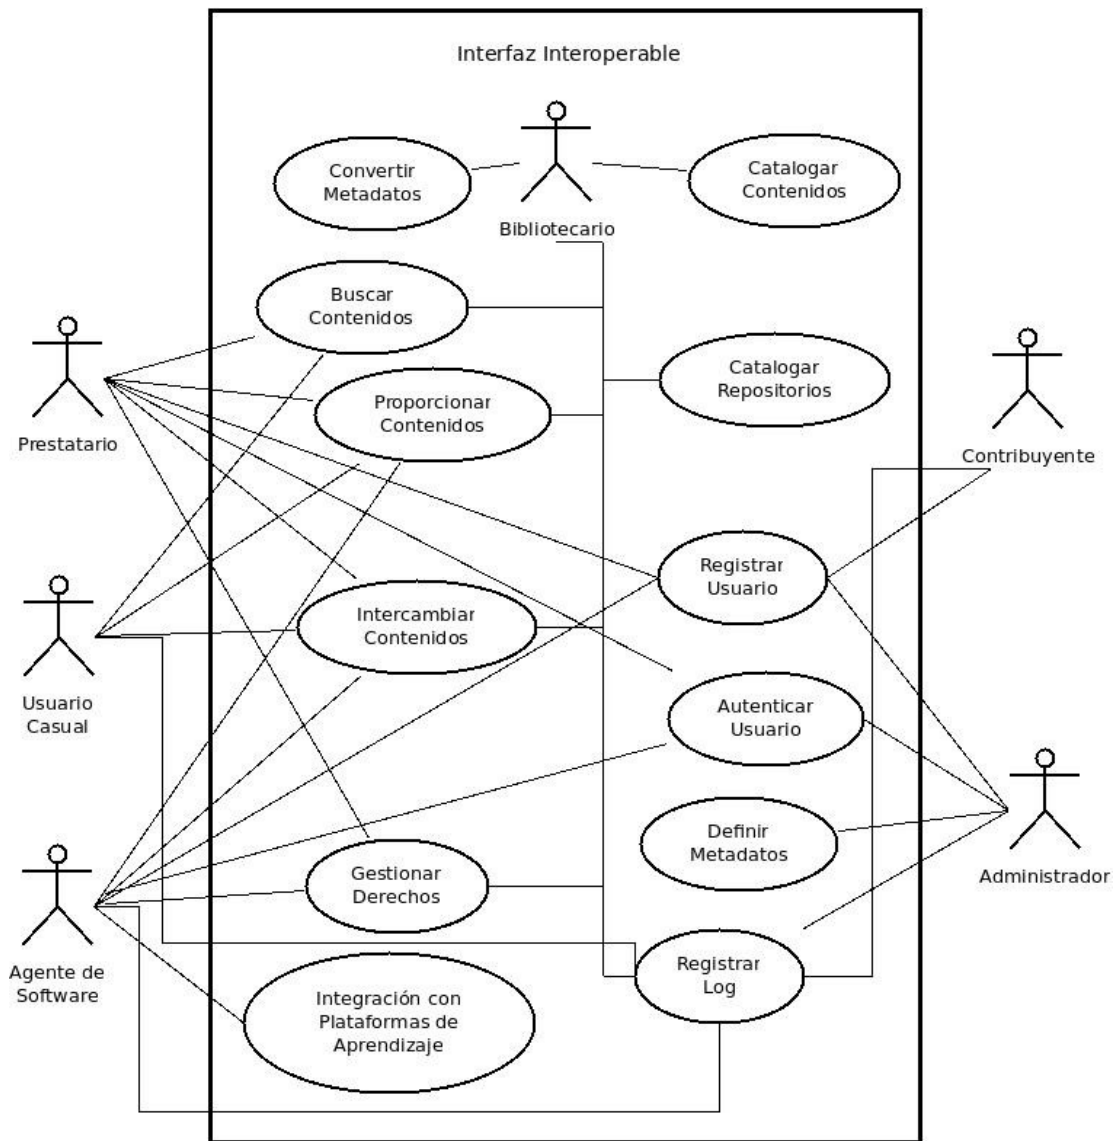 Interfaz Interoperable
Convertir
Metadatos
Catalogar
Contenidos
Bibliotecario
Buscar
Contenidos
Prestatario
Proporcionar
Contenidos
Catalogar
Repositorios
Contribuyente
Registrar
Usuario
Intercambiar
Contenidos
Usuario
Casual
Autenticar
Usuario
Definir
Metadatos
Administrador
Gestionar
Derechos
Agente de
Software
Registrar
Log
Integración con
Plataformas de
Aprendizaje